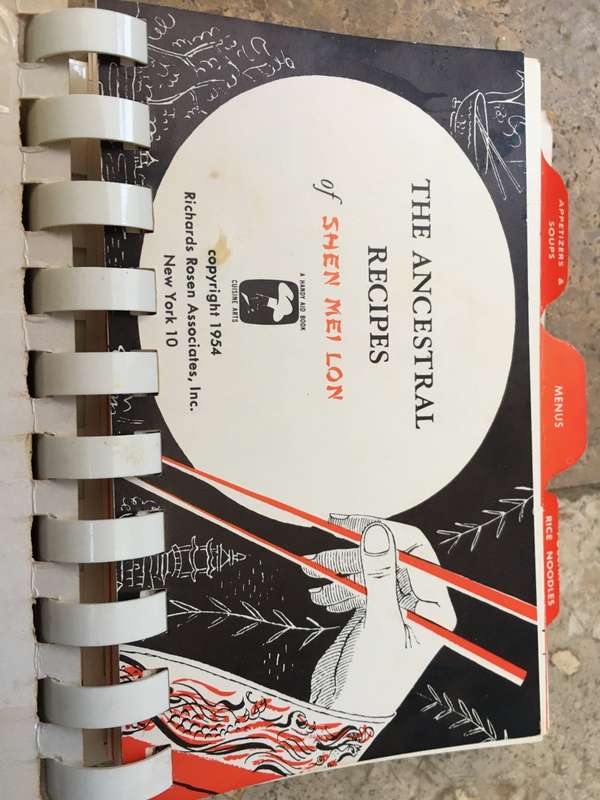 THE ANCESTRAL
RECIPES
of SHEN MEI LON
A HANDY AID BOOK
CUISINE ARTS
copyright 1954
Richards Rosen Associates, Inc.
New York 10
APPETIZERS &
SOUPS
MENUS
RICE NOODLES